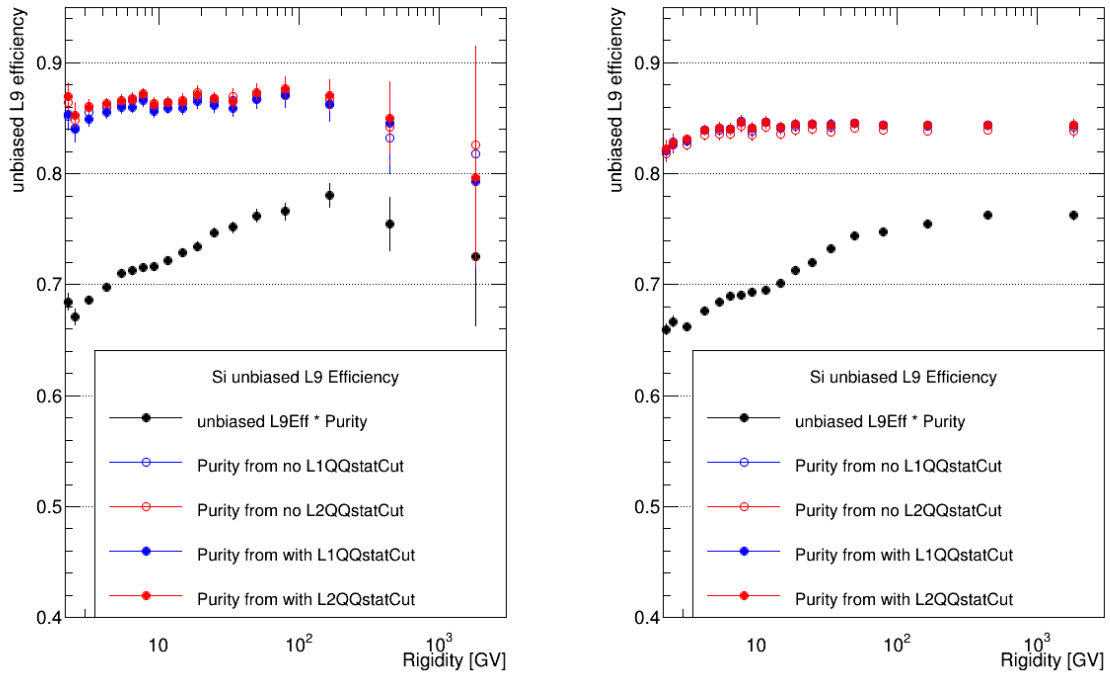 unbiased L9 efficiency
0.9
0.8
0.7
0.6
0.5
0.4
Si unbiased L9 Efficiency
unbiased L9Eff * Purity
Purity from no L1QQstatCut
Purity from no L2QQstatCut
Purity from with L1QQstatCut
Purity from with L2QQstatCut
10
10²
10³
Rigidity [GV]
unbiased L9 efficiency
0.9
0.8
0.7
0.6
0.5
0.4
Si unbiased L9 Efficiency
unbiased L9Eff * Purity
Purity from no L1QQstatCut
Purity from no L2QQstatCut
Purity from with L1QQstatCut
Purity from with L2QQstatCut
10
10²
10³
Rigidity [GV]